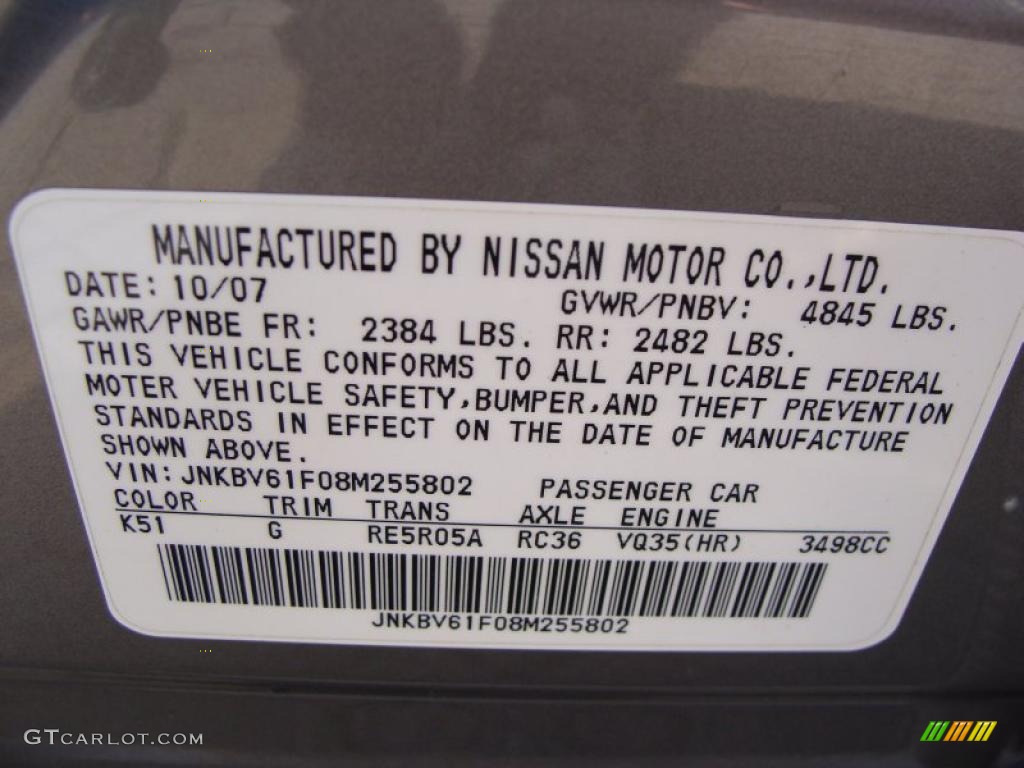 MANUFACTURED BY NISSAN MOTOR CO.,LTD.
DATE: 10/07 GVWR/PNBV: 4845 LBS.
GAWR/PNBE FR: 2384 LBS. RR: 2482 LBS.
THIS VEHICLE CONFORMS TO ALL APPLICABLE FEDERAL
MOTER VEHICLE SAFETY,BUMPER,AND THEFT PREVENTION
STANDARDS IN EFFECT ON THE DATE OF MANUFACTURE
SHOWN ABOVE.
VIN:JNKBV61F08M255802 PASSENGER CAR
COLOR TRIM TRANS AXLE ENGINE
K51 G RE5R05A RC36 VQ35(HR) 3498CC
JNKBV61F08M255802
GTCARLOT.COM